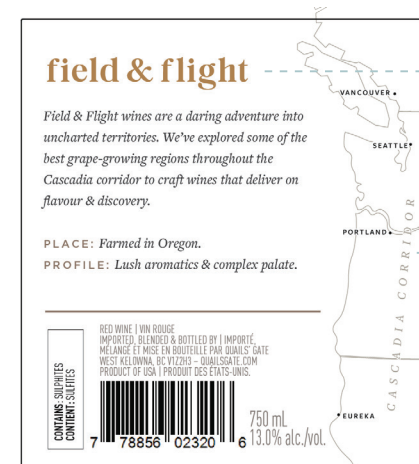 field & flight
Field & Flight wines are a daring adventure into
uncharted territories. We've explored some of the
best grape-growing regions throughout the
Cascadia corridor to craft wines that deliver on
flavour & discovery.
PLACE: Farmed in Oregon.
PROFILE: Lush aromatics & complex palate.
RED WINE | VIN ROUGE
IMPORTED, BLENDED & BOTTLED BY | IMPORTÉ,
MÉLANGÉ ET MISE EN BOUTEILLE PAR QUAILS' GATE
WEST KELOWNA, BC V1Z2H3 – QUAILSGATE.COM
PRODUCT OF USA | PRODUIT DES ÉTATS-UNIS.
CONTAINS: SULPHITES
CONTIENT: SULFITES
7 78856 02320 6
750 mL
13.0% alc./vol.
VANCOUVER
SEATTLE
PORTLAND
EUREKA
CASCADIA CORRIDOR